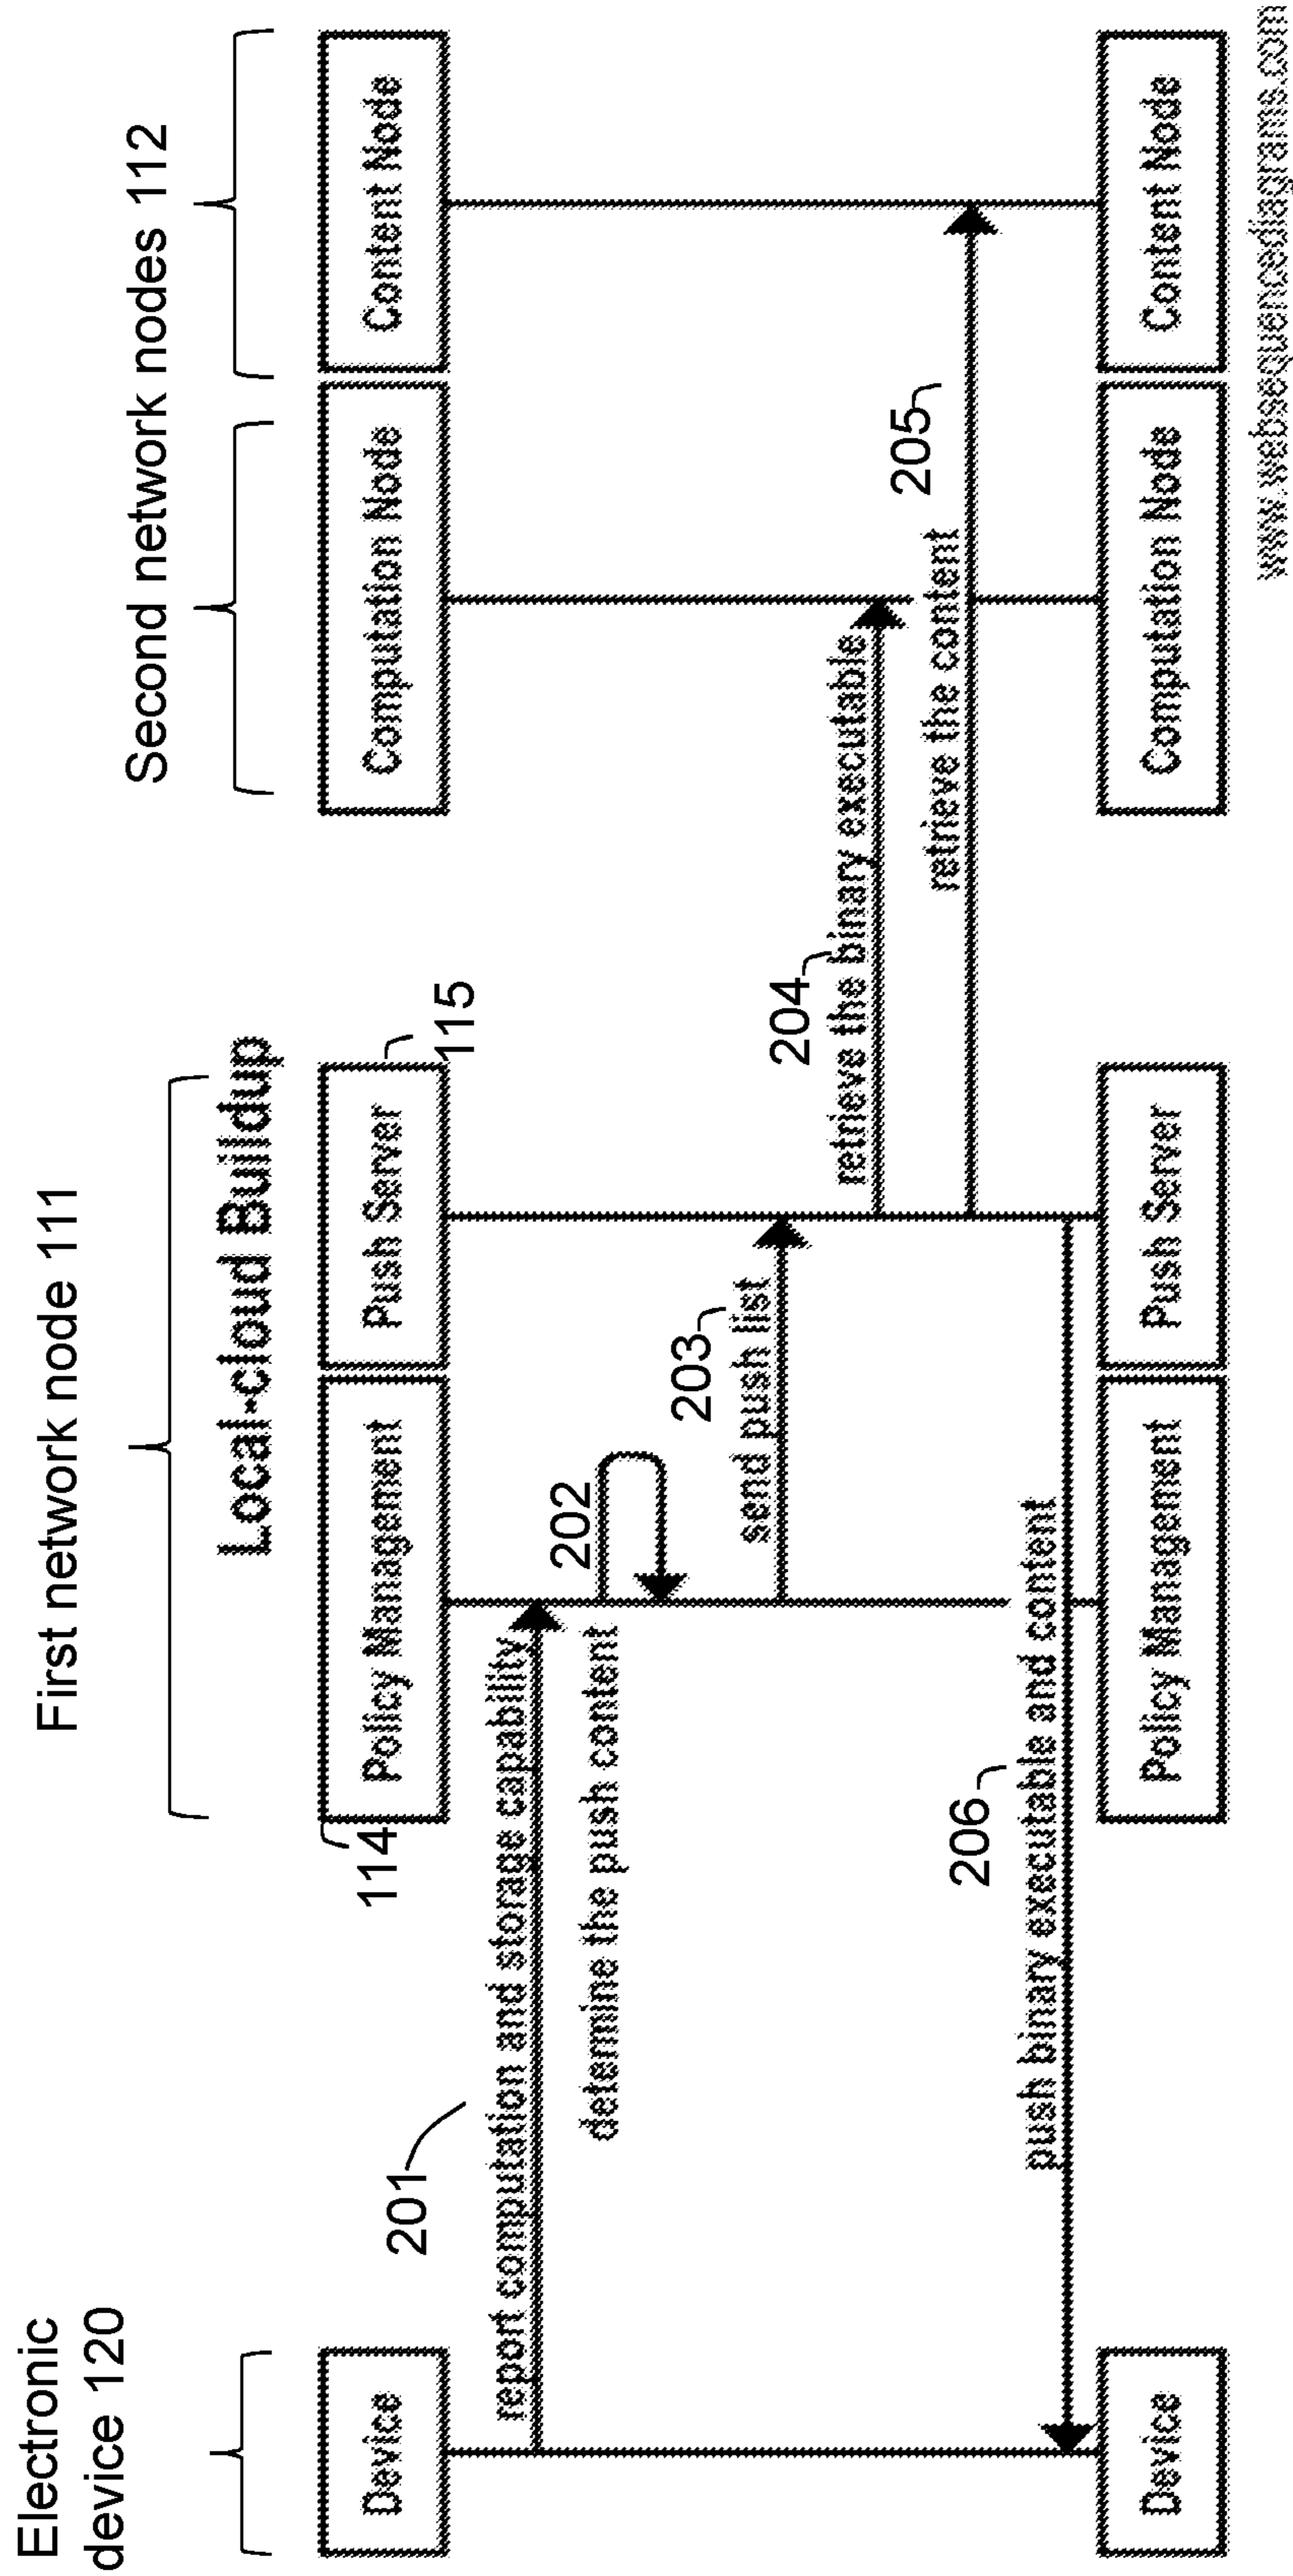 Electronic
device 120
First network node 111
Second network nodes 112
Local-cloud Buildup
114
115
Device
Policy Management
Push Server
Computation Node
Content Node
201
report computation and storage capability
202
determine the push content
203
send push list
204
retrieve the binary executable
205
retrieve the content
206
push binary executable and content
Device
Policy Management
Push Server
Computation Node
Content Node
www.websequencediagrams.com